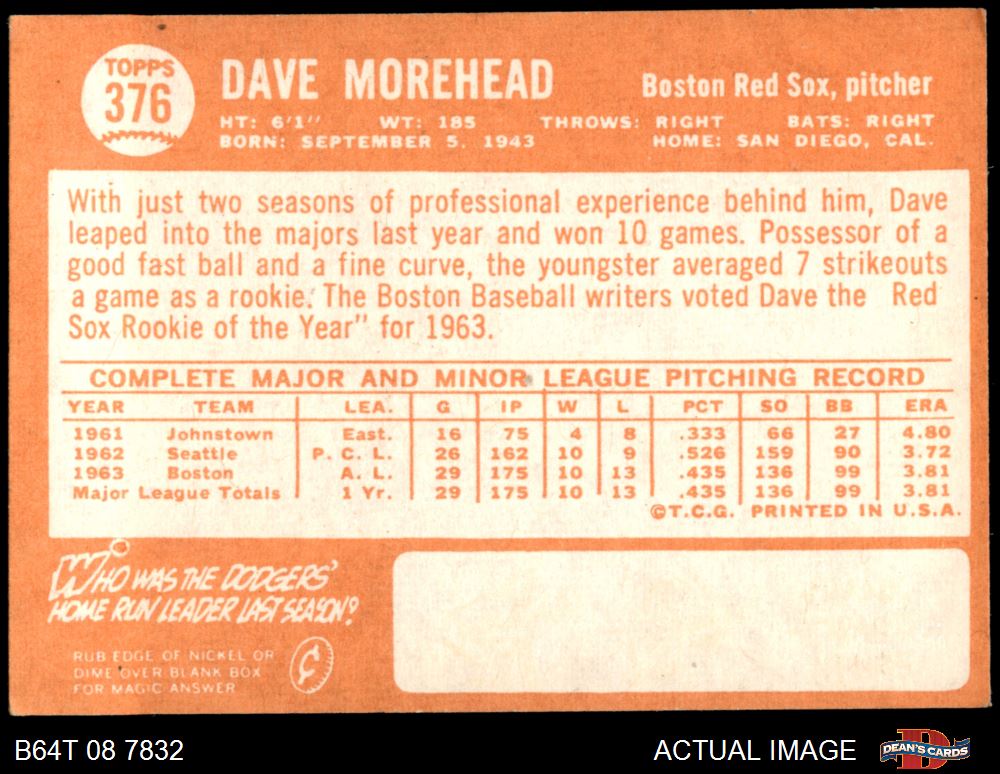 TOPPS
376
DAVE MOREHEAD
Boston Red Sox, pitcher
HT: 6'1" WT: 185 THROWS: RIGHT BATS: RIGHT
BORN: SEPTEMBER 5, 1943 HOME: SAN DIEGO, CAL.
With just two seasons of professional experience behind him, Dave
leaped into the majors last year and won 10 games. Possessor of a
good fast ball and a fine curve, the youngster averaged 7 strikeouts
a game as a rookie. The Boston Baseball writers voted Dave the Red
Sox Rookie of the Year" for 1963.
COMPLETE MAJOR AND MINOR LEAGUE PITCHING RECORD
YEAR TEAM LEA. G IP W L PCT SO BB ERA
1961 Johnstown East. 16 75 4 8 .333 66 27 4.80
1962 Seattle P. C. L. 26 162 10 9 .526 159 90 3.72
1963 Boston A. L. 29 175 10 13 .435 136 99 3.81
Major League Totals 1 Yr. 29 175 10 13 .435 136 99 3.81
©T.C.G. PRINTED IN U.S.A.
WHO WAS THE DODGERS'
HOME RUN LEADER LAST SEASON?
RUB EDGE OF NICKEL OR
DIME OVER BLANK BOX
FOR MAGIC ANSWER
¢
B64T 08 7832
ACTUAL IMAGE
D
DEAN'S CARDS